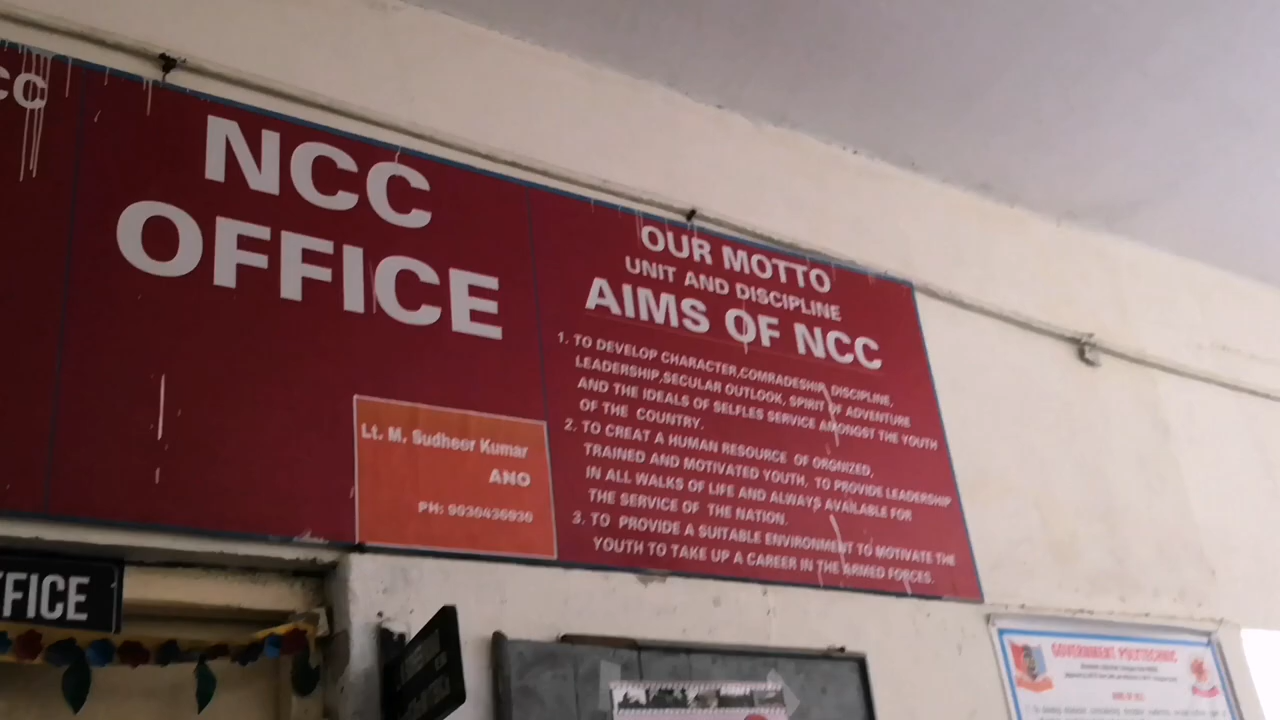 CC
NCC
OFFICE
Lt. M. Sudheer Kumar
ANO
PH: 9030436930
OUR MOTTO
UNIT AND DISCIPLINE
AIMS OF NCC
1. TO DEVELOP CHARACTER,COMRADESHIP, DISCIPLINE,
LEADERSHIP,SECULAR OUTLOOK, SPIRIT OF ADVENTURE
AND THE IDEALS OF SELFLES SERVICE AMONGST THE YOUTH
OF THE COUNTRY.
2. TO CREAT A HUMAN RESOURCE OF ORGNIZED,
TRAINED AND MOTIVATED YOUTH, TO PROVIDE LEADERSHIP
IN ALL WALKS OF LIFE AND ALWAYS AVAILABLE FOR
THE SERVICE OF THE NATION.
3. TO PROVIDE A SUITABLE ENVIRONMENT TO MOTIVATE THE
YOUTH TO TAKE UP A CAREER IN THE ARMED FORCES.
FFICE
GOVERNMENT POLYTECHNIC